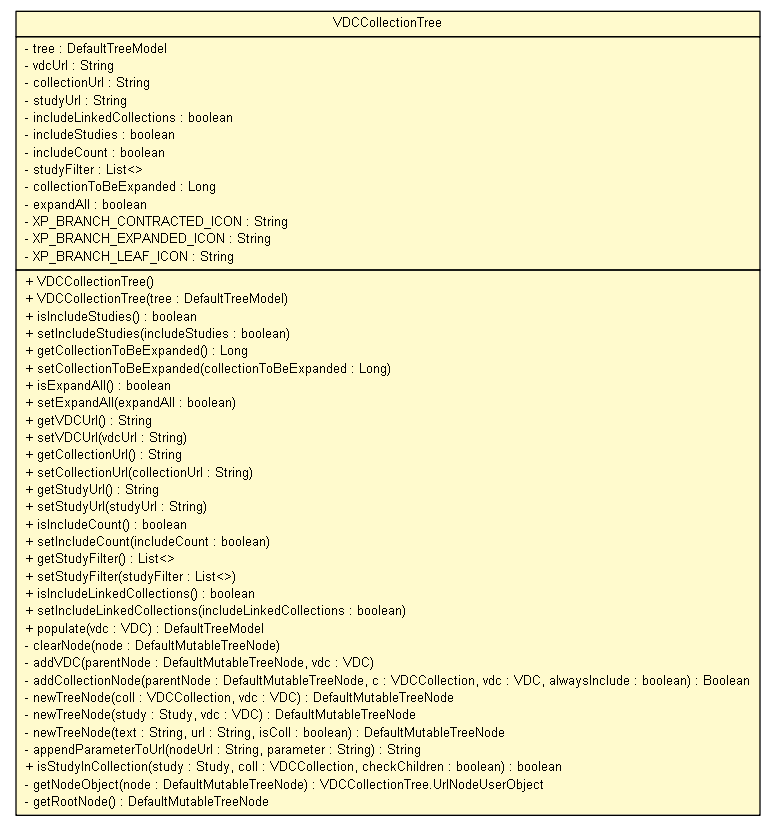 VDCCollectionTree
- tree : DefaultTreeModel
- vdcUrl : String
- collectionUrl : String
- studyUrl : String
- includeLinkedCollections : boolean
- includeStudies : boolean
- includeCount : boolean
- studyFilter : List<>
- collectionToBeExpanded : Long
- expandAll : boolean
- XP_BRANCH_CONTRACTED_ICON : String
- XP_BRANCH_EXPANDED_ICON : String
- XP_BRANCH_LEAF_ICON : String
+ VDCCollectionTree()
+ VDCCollectionTree(tree : DefaultTreeModel)
+ isIncludeStudies() : boolean
+ setIncludeStudies(includeStudies : boolean)
+ getCollectionToBeExpanded() : Long
+ setCollectionToBeExpanded(collectionToBeExpanded : Long)
+ isExpandAll() : boolean
+ setExpandAll(expandAll : boolean)
+ getVDCUrl() : String
+ setVDCUrl(vdcUrl : String)
+ getCollectionUrl() : String
+ setCollectionUrl(collectionUrl : String)
+ getStudyUrl() : String
+ setStudyUrl(studyUrl : String)
+ isIncludeCount() : boolean
+ setIncludeCount(includeCount : boolean)
+ getStudyFilter() : List<>
+ setStudyFilter(studyFilter : List<>)
+ isIncludeLinkedCollections() : boolean
+ setIncludeLinkedCollections(includeLinkedCollections : boolean)
+ populate(vdc : VDC) : DefaultTreeModel
- clearNode(node : DefaultMutableTreeNode)
- addVDC(parentNode : DefaultMutableTreeNode, vdc : VDC)
- addCollectionNode(parentNode : DefaultMutableTreeNode, c : VDCCollection, vdc : VDC, alwaysInclude : boolean) : Boolean
- newTreeNode(coll : VDCCollection, vdc : VDC) : DefaultMutableTreeNode
- newTreeNode(study : Study, vdc : VDC) : DefaultMutableTreeNode
- newTreeNode(text : String, url : String, isColl : boolean) : DefaultMutableTreeNode
- appendParameterToUrl(nodeUrl : String, parameter : String) : String
+ isStudyInCollection(study : Study, coll : VDCCollection, checkChildren : boolean) : boolean
- getNodeObject(node : DefaultMutableTreeNode) : VDCCollectionTree.UrlNodeUserObject
- getRootNode() : DefaultMutableTreeNode